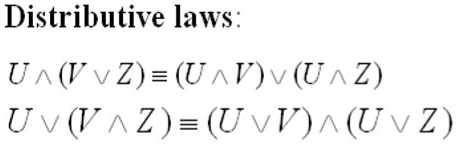 Distributive laws:
U ∧ (V ∨ Z) ≡ (U ∧ V) ∨ (U ∧ Z)
U ∨ (V ∧ Z) ≡ (U ∨ V) ∧ (U ∨ Z)